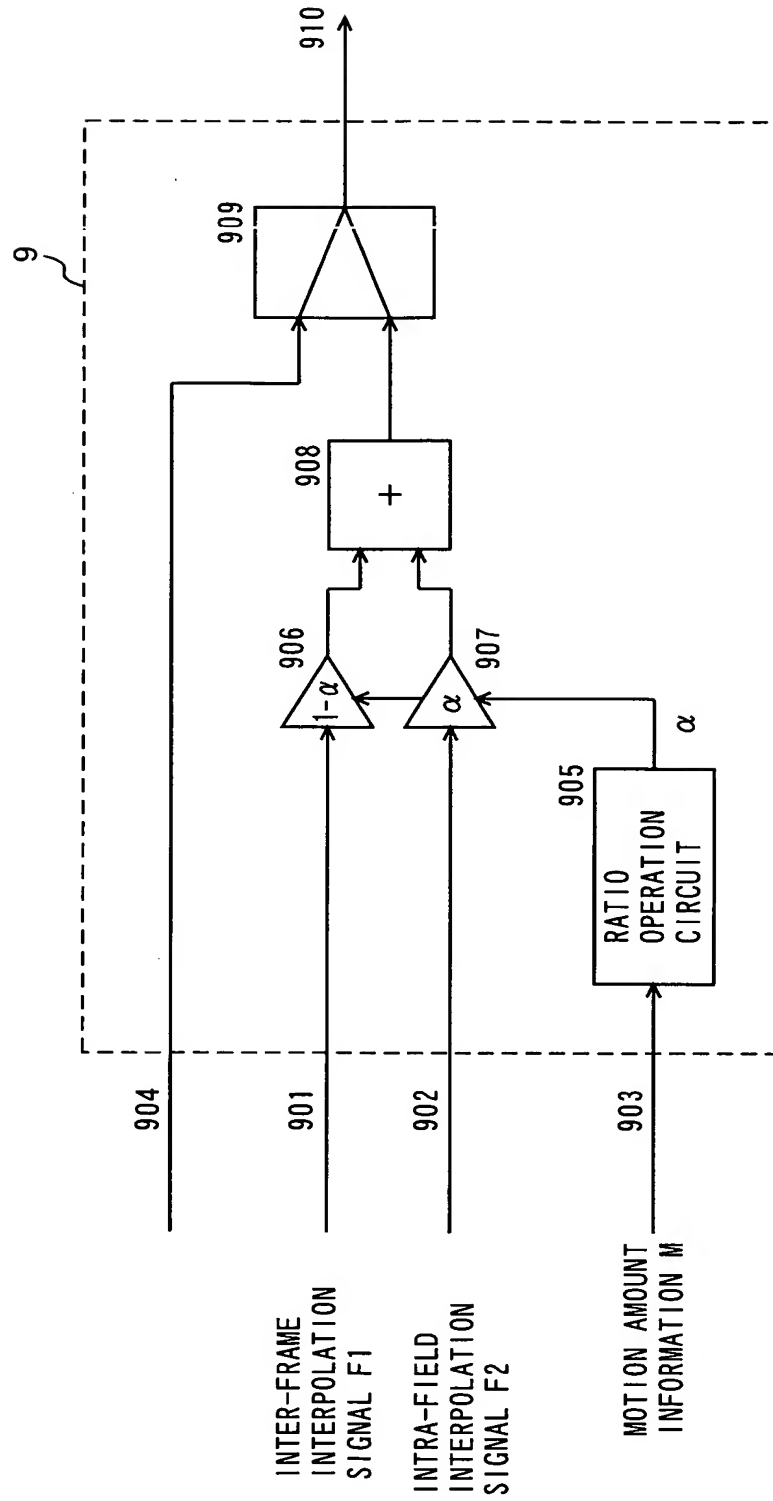 9
904
INTER-FRAME
INTERPOLATION
SIGNAL F1
901
INTRA-FIELD
INTERPOLATION
SIGNAL F2
902
MOTION AMOUNT
INFORMATION M
903
905
RATIO
OPERATION
CIRCUIT
α
906
1-α
907
α
908
+
909
910